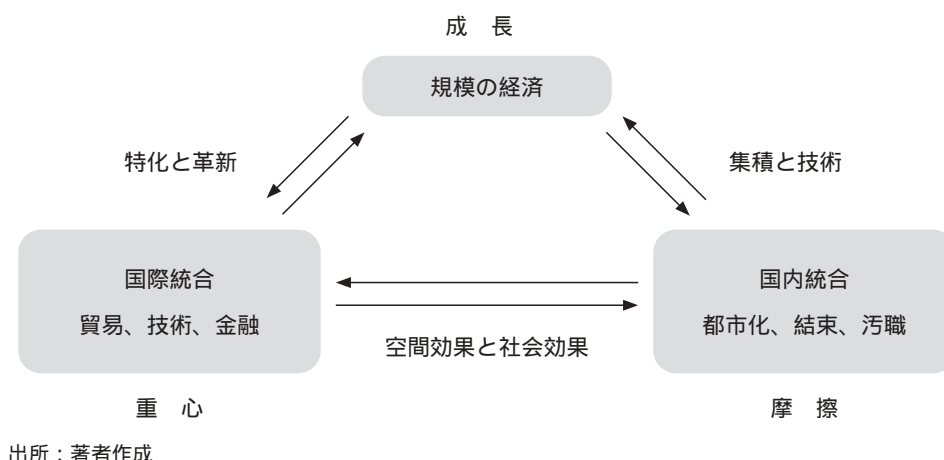 成　長
規模の経済
特化と革新
集積と技術
国際統合
貿易、技術、金融
国内統合
都市化、結束、汚職
空間効果と社会効果
重　心
摩　擦
出所：著者作成